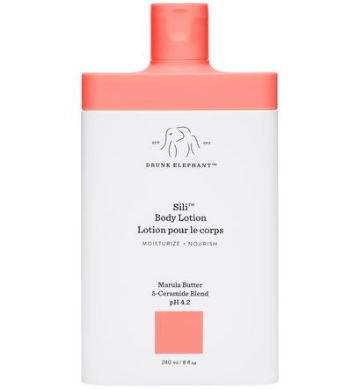 DRUNK ELEPHANT™
Sili™
Body Lotion
Lotion pour le corps
MOISTURIZE + NOURISH
Marula Butter
5-Ceramide Blend
pH 4.2
240 ml / 8 fl oz